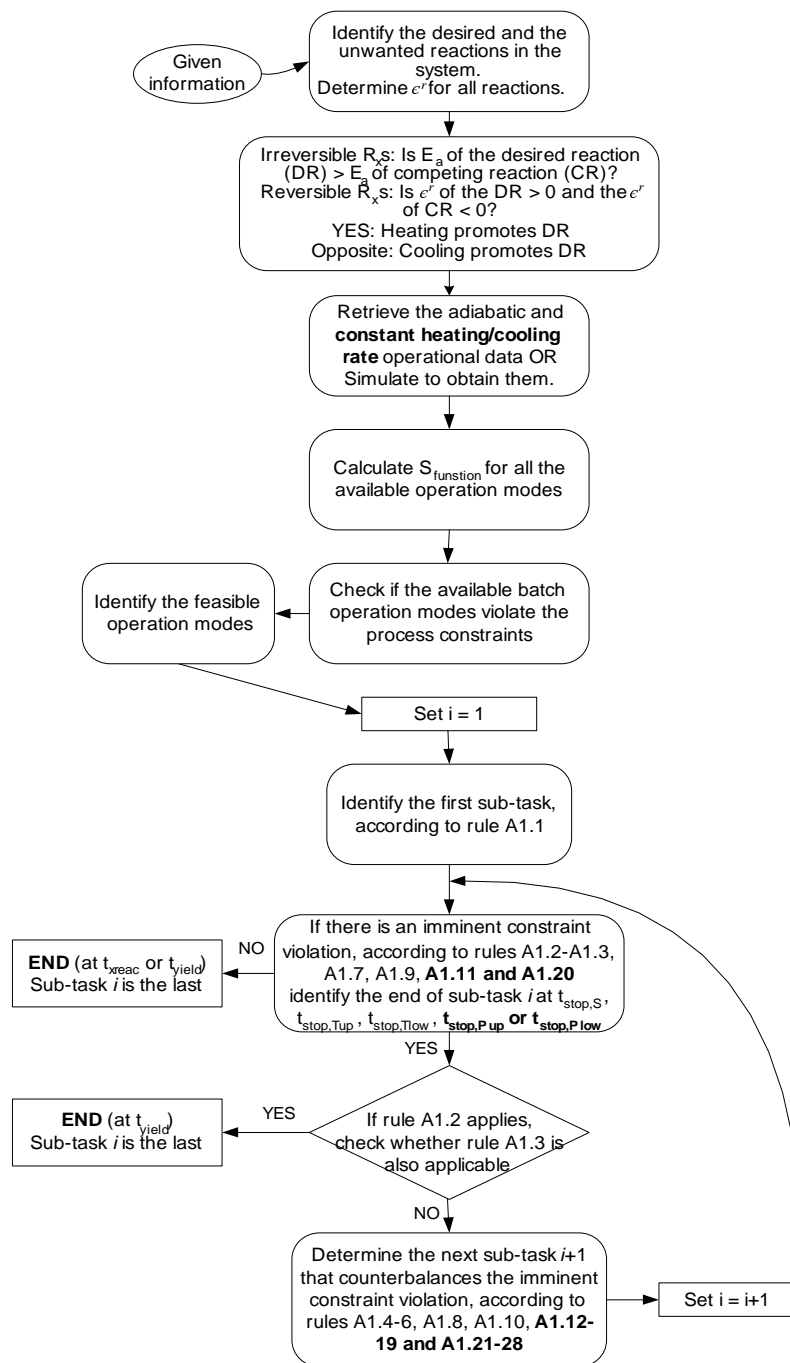 Given
information
Identify the desired and the
unwanted reactions in the
system.
Determine ϵʳ for all reactions.
Irreversible Rₓs: Is Eₐ of the desired reaction
(DR) > Eₐ of competing reaction (CR)?
Reversible Rₓs: Is ϵʳ of the DR > 0 and the ϵʳ
of CR < 0?
YES: Heating promotes DR
Opposite: Cooling promotes DR
Retrieve the adiabatic and
constant heating/cooling
rate operational data OR
Simulate to obtain them.
Calculate S_funstion for all the
available operation modes
Check if the available batch
operation modes violate the
process constraints
Identify the feasible
operation modes
Set i = 1
Identify the first sub-task,
according to rule A1.1
If there is an imminent constraint
violation, according to rules A1.2-A1.3,
A1.7, A1.9, A1.11 and A1.20
identify the end of sub-task i at t_stop,S ,
t_stop,Tup , t_stop,Tlow , t_stop,P up or t_stop,P low
NO
END (at t_xreac or t_yield)
Sub-task i is the last
YES
If rule A1.2 applies,
check whether rule A1.3 is
also applicable
YES
END (at t_yield)
Sub-task i is the last
NO
Determine the next sub-task i+1
that counterbalances the imminent
constraint violation, according to
rules A1.4-6, A1.8, A1.10, A1.12-
19 and A1.21-28
Set i = i+1